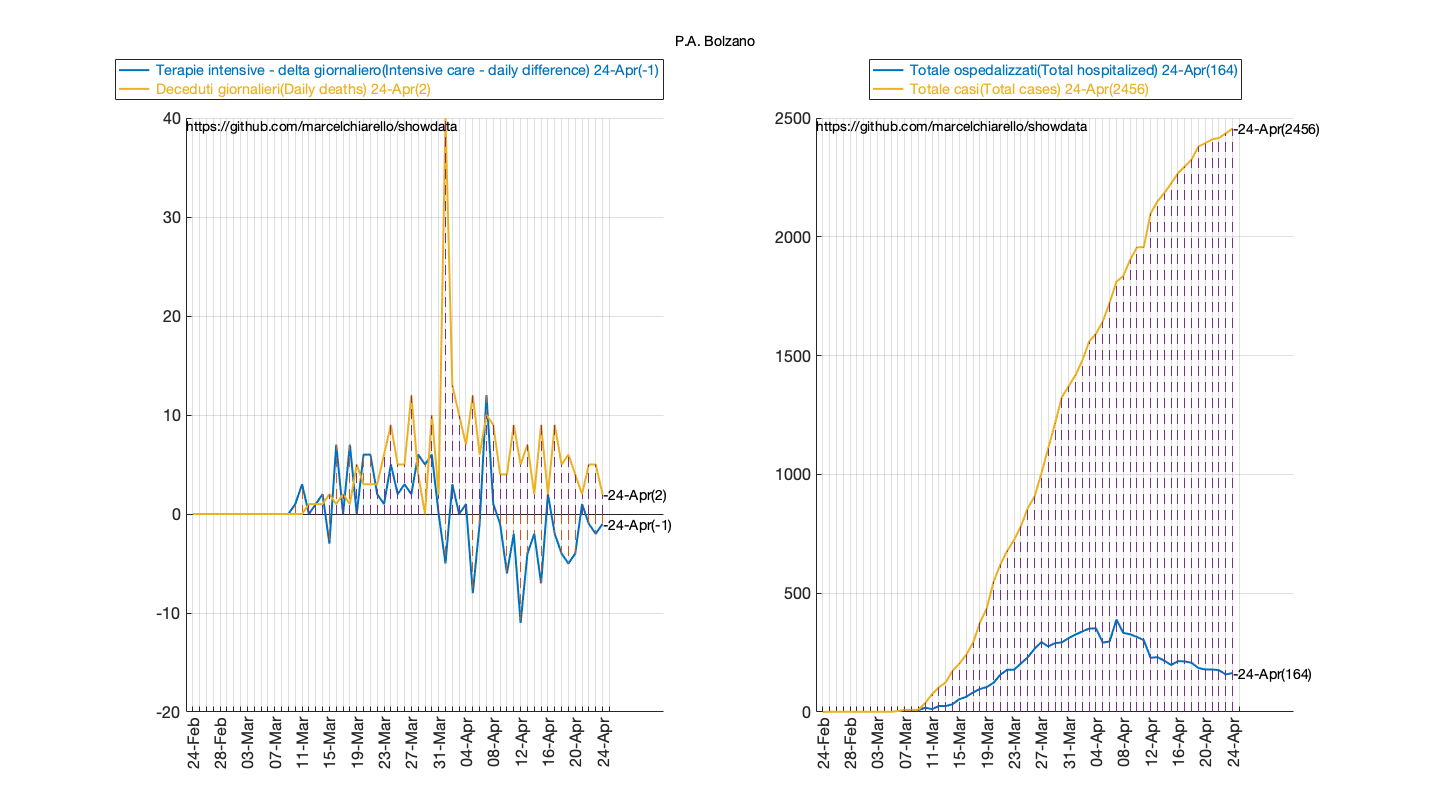 P.A. Bolzano
Terapie intensive - delta giornaliero(Intensive care - daily difference) 24-Apr(-1)
Deceduti giornalieri(Daily deaths) 24-Apr(2)
https://github.com/marcelchiarello/showdata
40
30
20
10
0
-10
-20
-24-Apr(2)
-24-Apr(-1)
24-Feb
28-Feb
03-Mar
07-Mar
11-Mar
15-Mar
19-Mar
23-Mar
27-Mar
31-Mar
04-Apr
08-Apr
12-Apr
16-Apr
20-Apr
24-Apr
Totale ospedalizzati(Total hospitalized) 24-Apr(164)
Totale casi(Total cases) 24-Apr(2456)
https://github.com/marcelchiarello/showdata
2500
2000
1500
1000
500
0
-24-Apr(2456)
-24-Apr(164)
24-Feb
28-Feb
03-Mar
07-Mar
11-Mar
15-Mar
19-Mar
23-Mar
27-Mar
31-Mar
04-Apr
08-Apr
12-Apr
16-Apr
20-Apr
24-Apr